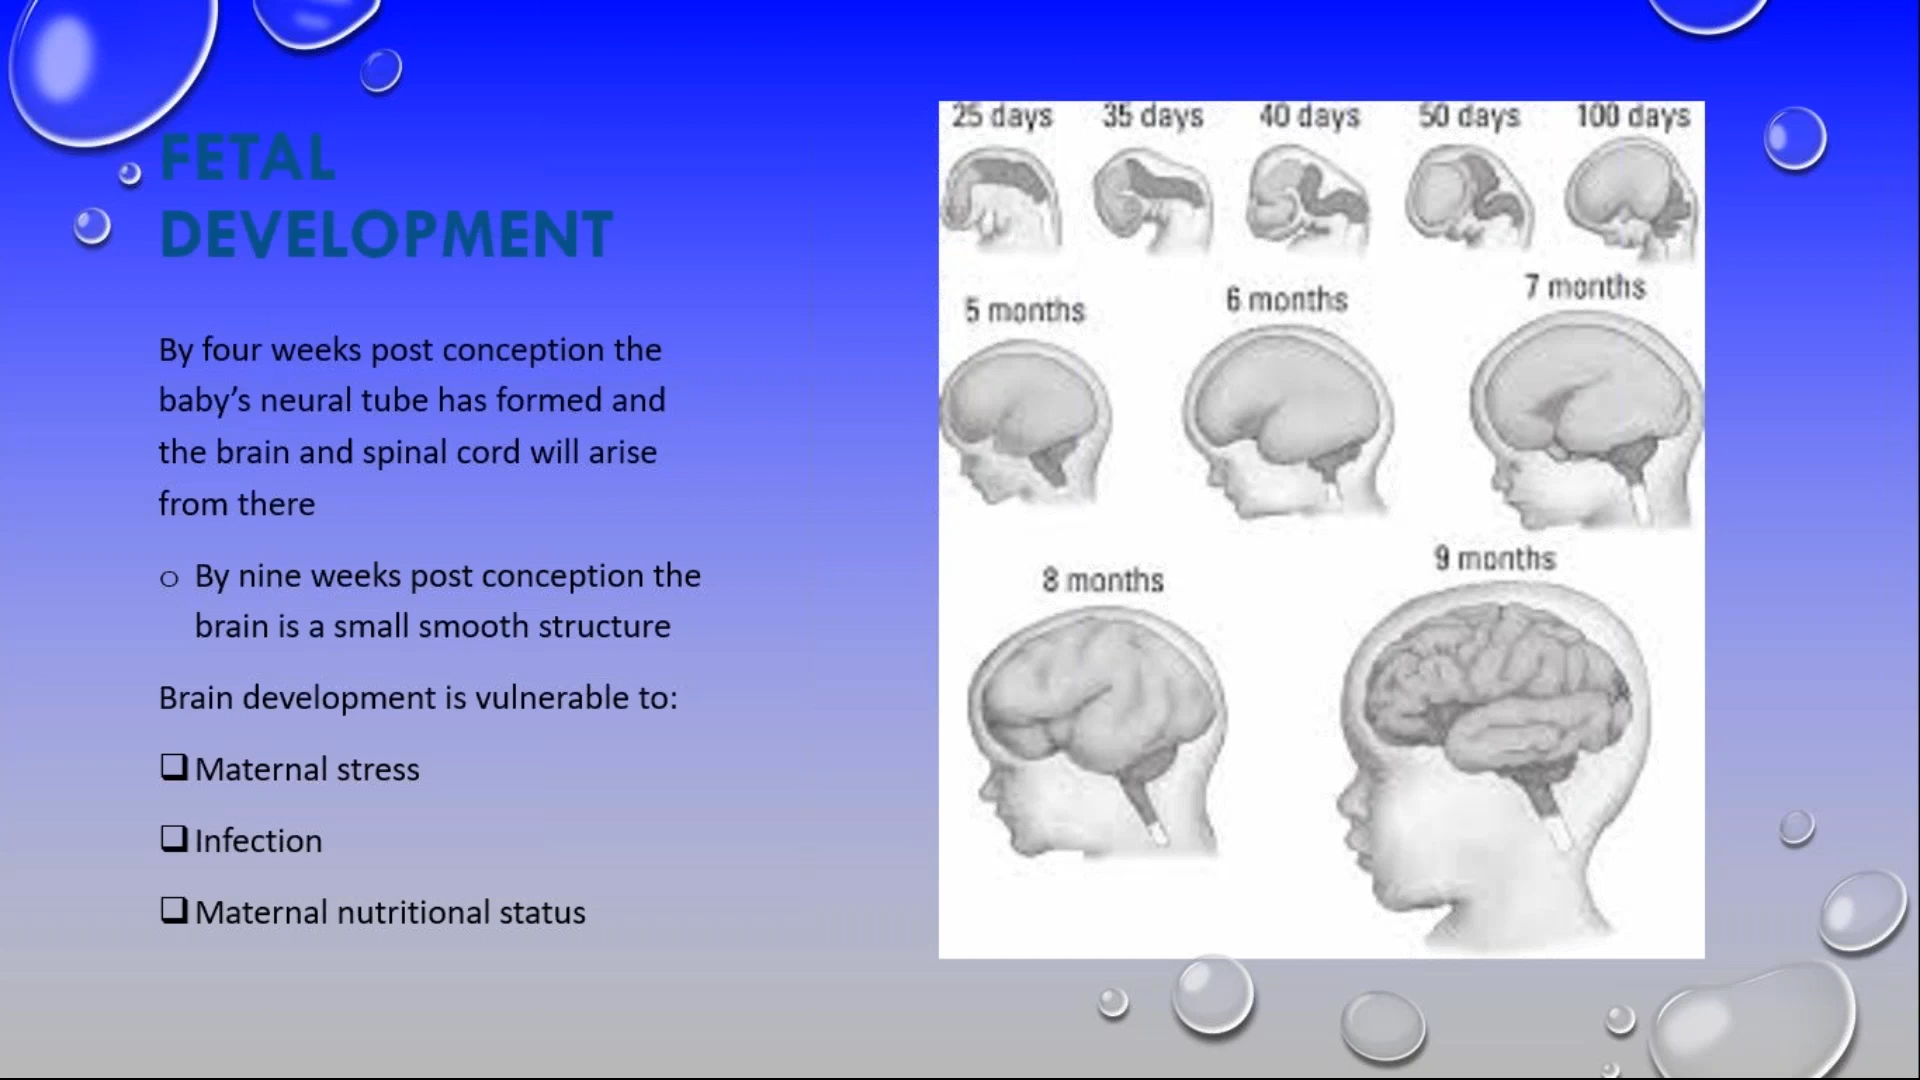 FETAL
DEVELOPMENT
By four weeks post conception the
baby’s neural tube has formed and
the brain and spinal cord will arise
from there
o By nine weeks post conception the
brain is a small smooth structure
Brain development is vulnerable to:
❑Maternal stress
❑Infection
❑Maternal nutritional status
25 days 35 days 40 days 50 days 100 days
5 months 6 months 7 months
8 months 9 months